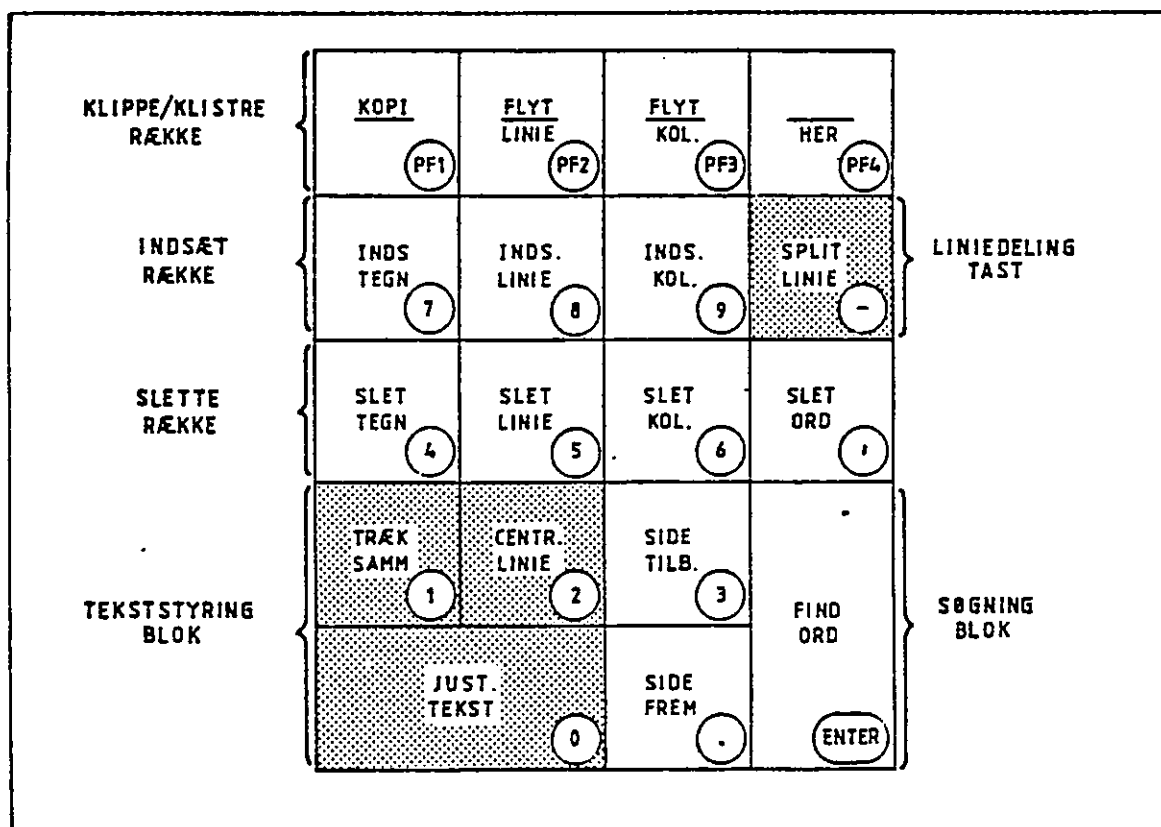 KLIPPE/KLISTRE
RÆKKE
KOPI
PF1
FLYT
LINIE
PF2
FLYT
KOL.
PF3
HER
PF4
INDSÆT
RÆKKE
INDS
TEGN
7
INDS.
LINIE
8
INDS.
KOL.
9
SPLIT
LINIE
-
LINIEDELING
TAST
SLETTE
RÆKKE
SLET
TEGN
4
SLET
LINIE
5
SLET
KOL.
6
SLET
ORD
,
TEKSTSTYRING
BLOK
TRÆK
SAMM
1
CENTR.
LINIE
2
SIDE
TILB.
3
FIND
ORD
ENTER
SØGNING
BLOK
JUST.
TEKST
0
SIDE
FREM
.